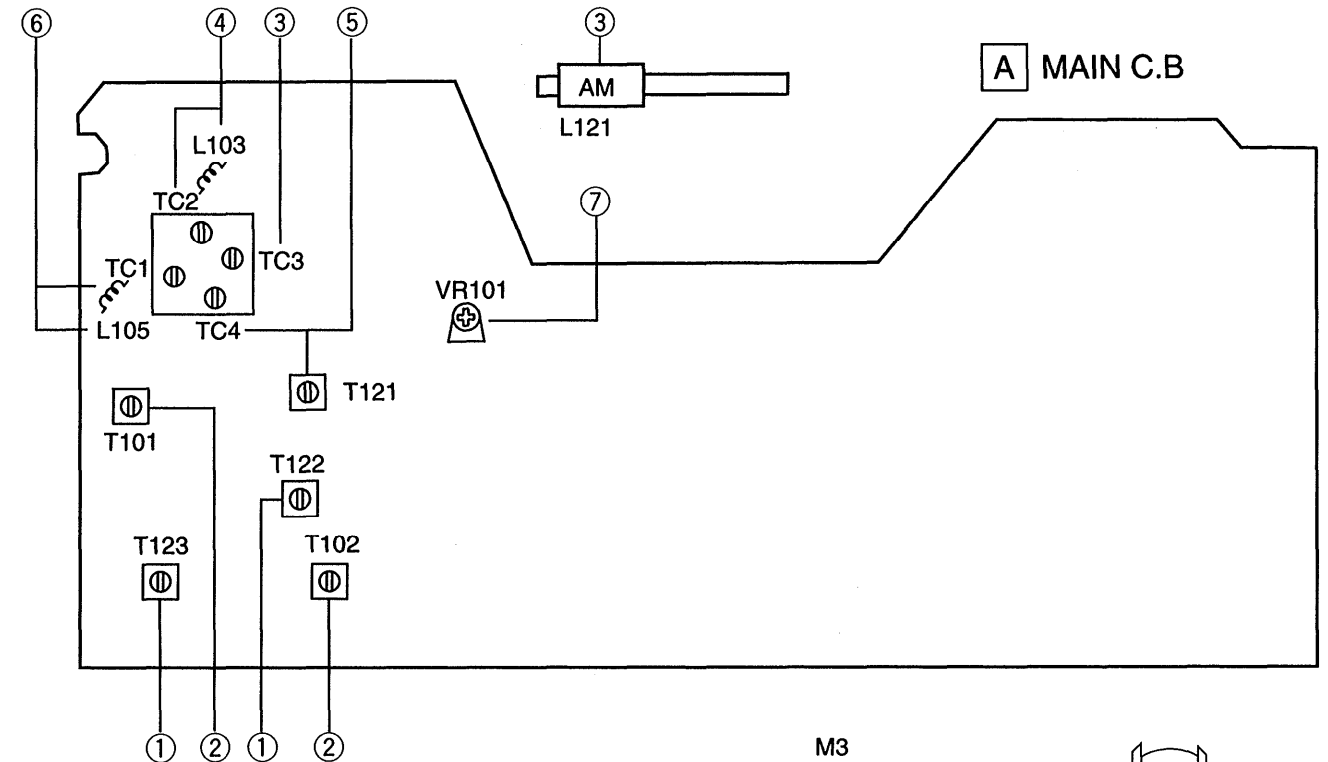 ⑥ ④ ③ ⑤ ③
A MAIN C.B
AM
L121
L103
TC2
⑦
TC1
TC3
VR101
L105
TC4
T121
T101
T122
T123
T102
① ② ① ②
M3